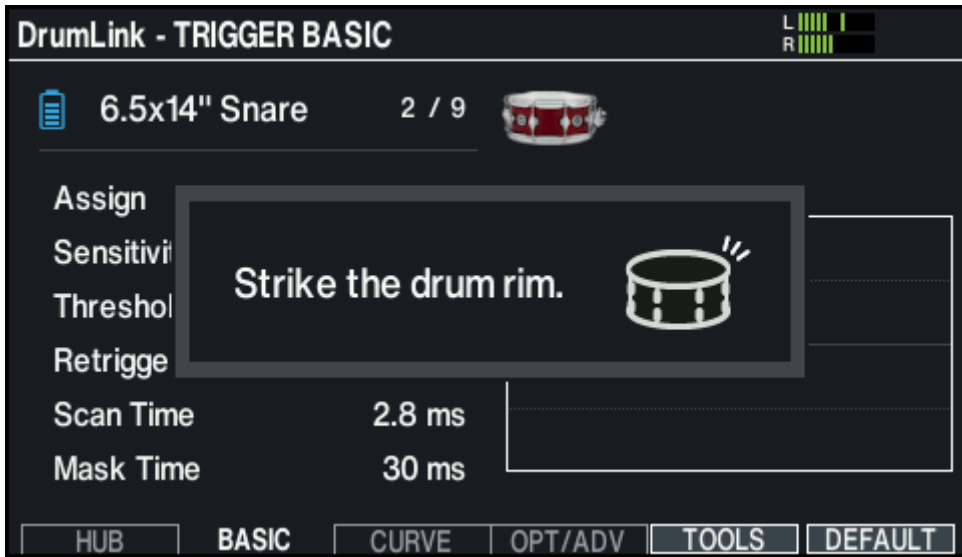 DrumLink - TRIGGER BASIC
L
R
6.5x14" Snare 2 / 9
Assign
Sensitivit
Strike the drum rim.
Threshol
Retrigge
Scan Time 2.8 ms
Mask Time 30 ms
HUB BASIC CURVE OPT/ADV TOOLS DEFAULT